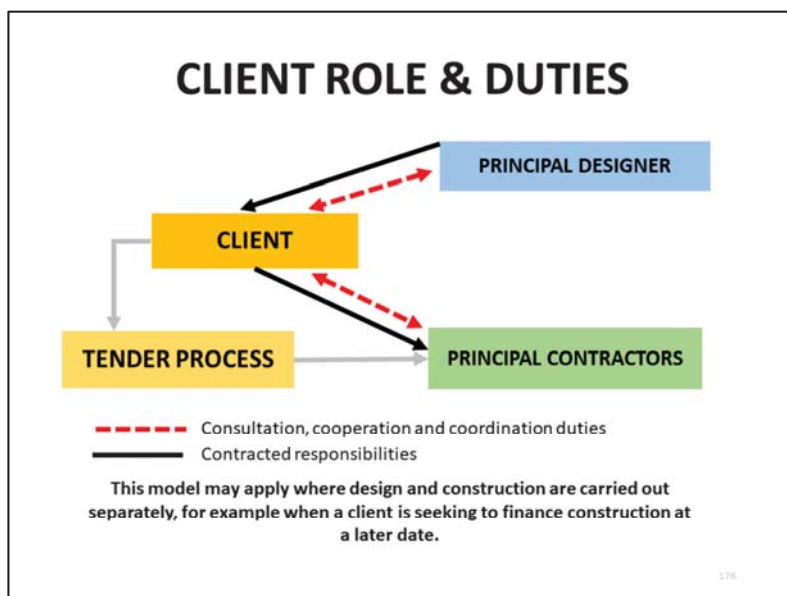 CLIENT ROLE & DUTIES
PRINCIPAL DESIGNER
CLIENT
TENDER PROCESS
PRINCIPAL CONTRACTORS
Consultation, cooperation and coordination duties
Contracted responsibilities
This model may apply where design and construction are carried out
separately, for example when a client is seeking to finance construction at
a later date.
176